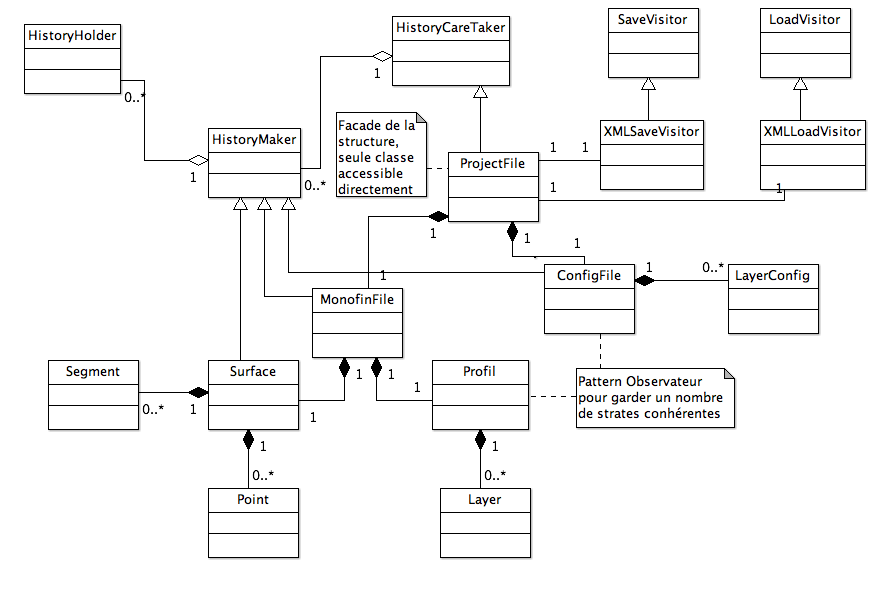 SaveVisitor
LoadVisitor
HistoryCareTaker
HistoryHolder
1
0..*
Facade de la
structure,
seule classe
accessible
directement
XMLSaveVisitor
XMLLoadVisitor
HistoryMaker
1
1
ProjectFile
1
0..*
1
1
1
1
1
1
ConfigFile
1
0..*
LayerConfig
1
MonofinFile
Segment
Surface
1
1
Profil
Pattern Observateur
pour garder un nombre
de strates conhérentes
1
0..*
1
1
1
1
0..*
0..*
Point
Layer